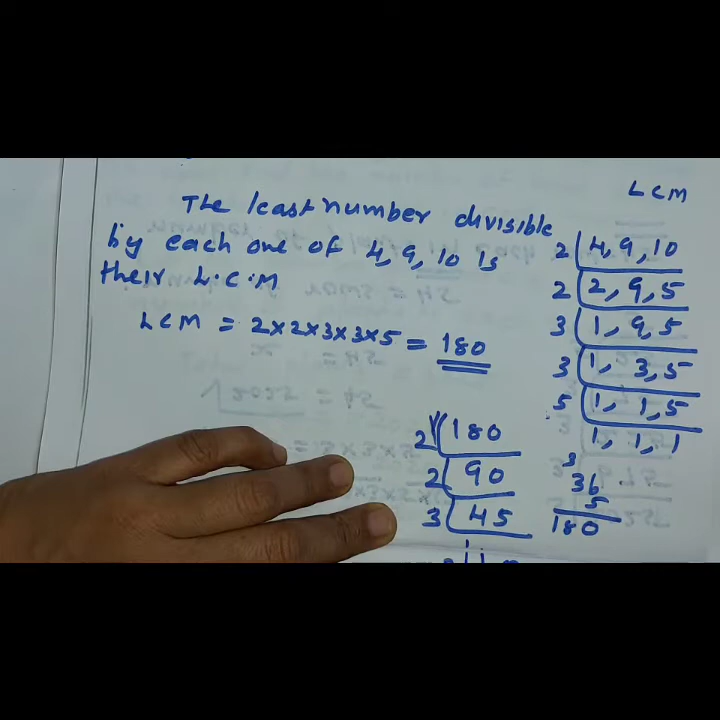 LCM
The least number divisible
by each one of 4, 9, 10 is
their L.C.M
LCM = 2×2×3×3×5 = 180
2 | 4, 9, 10
2 | 2, 9, 5
3 | 1, 9, 5
3 | 1, 3, 5
5 | 1, 1, 5
1, 1, 1
2 | 180
2 | 90
3 | 45
3
36
5
180